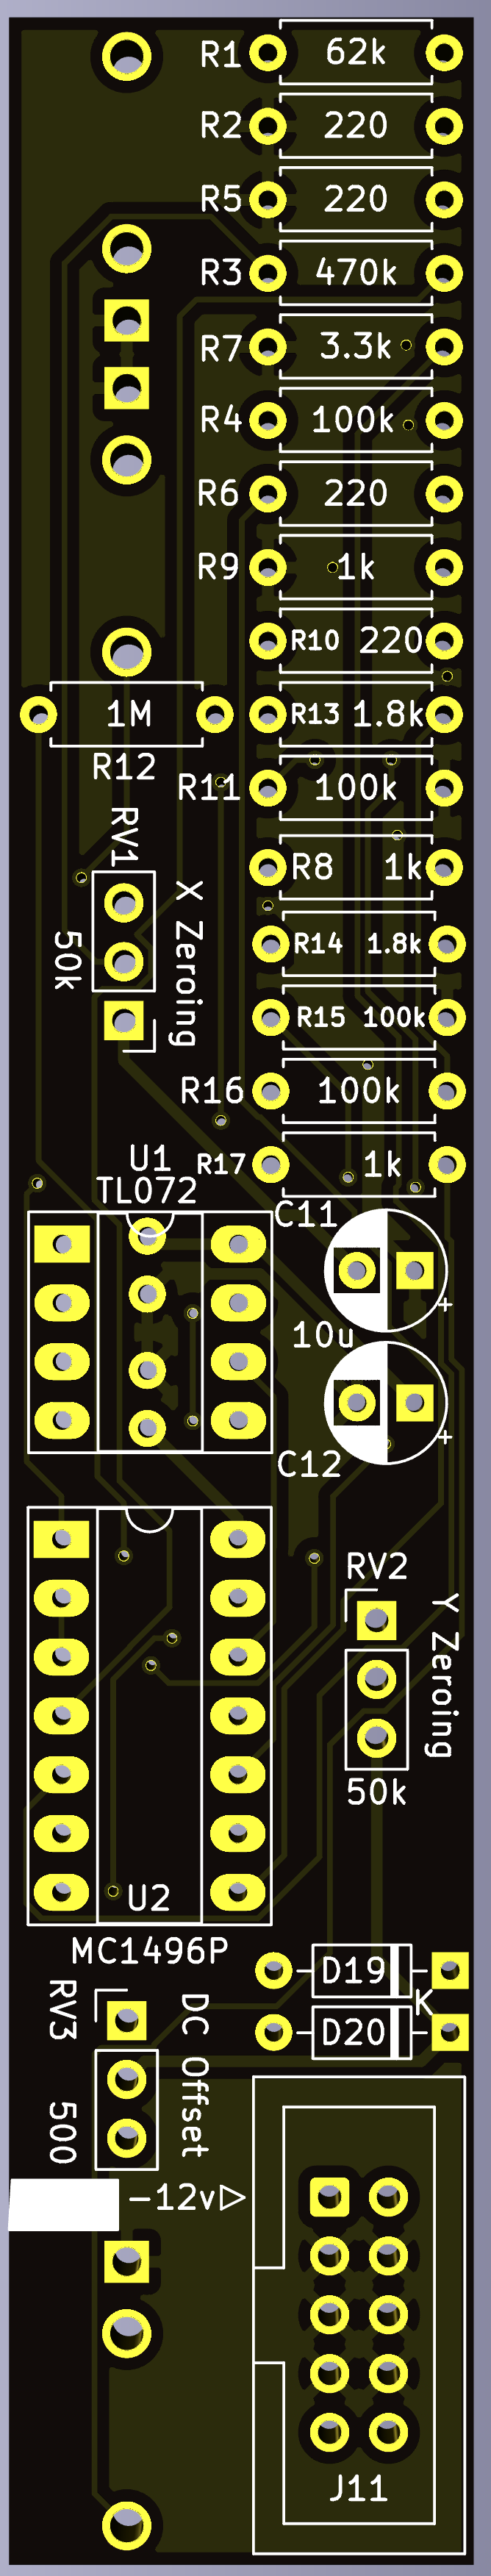 R1 62k
R2 220
R5 220
R3 470k
R7 3.3k
R4 100k
R6 220
R9 1k
R10 220
1M R13 1.8k
R12
R11 100k
RV1
R8 1k
X Zeroing
50k
R14 1.8k
R15 100k
R16 100k
U1
R17 1k
TL072
C11
+
10u
+
C12
RV2
Y Zeroing
50k
U2
MC1496P
D19
K
RV3
DC Offset
D20
500
-12v
J11